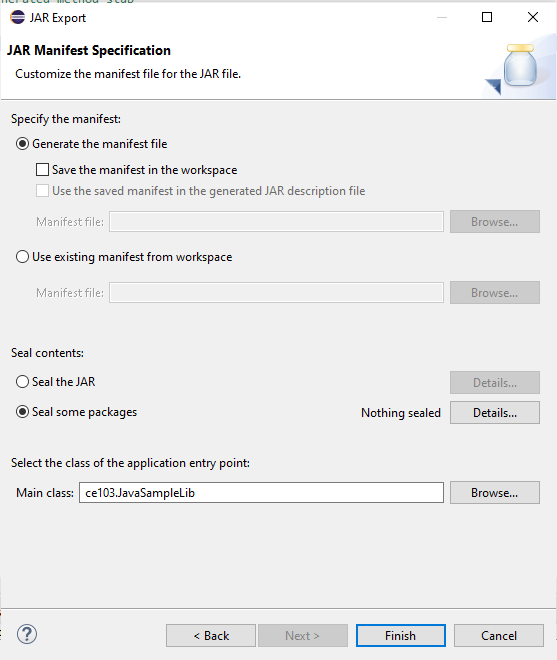 JAR Export
JAR Manifest Specification
Customize the manifest file for the JAR file.
Specify the manifest:
Generate the manifest file
Save the manifest in the workspace
Use the saved manifest in the generated JAR description file
Manifest file: Browse...
Use existing manifest from workspace
Manifest file: Browse...
Seal contents:
Seal the JAR Details...
Seal some packages Nothing sealed Details...
Select the class of the application entry point:
Main class: ce103.JavaSampleLib Browse...
? < Back Next > Finish Cancel